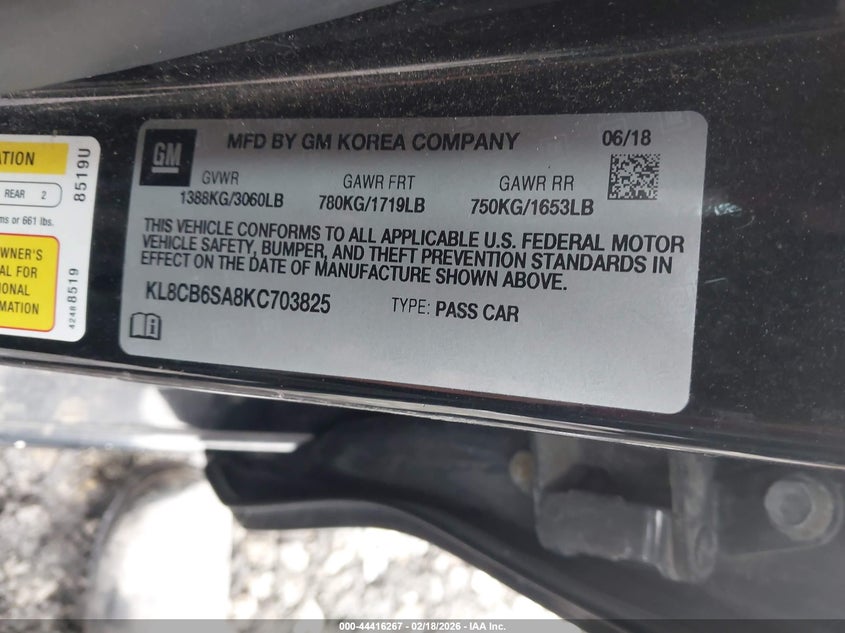 ATION
REAR 2
ms or 661 lbs.
WNER'S
AL FOR
IONAL
MATION
8519U
42488519
GM
MFD BY GM KOREA COMPANY
06/18
GVWR
GAWR FRT
GAWR RR
1388KG/3060LB
780KG/1719LB
750KG/1653LB
THIS VEHICLE CONFORMS TO ALL APPLICABLE U.S. FEDERAL MOTOR
VEHICLE SAFETY, BUMPER, AND THEFT PREVENTION STANDARDS IN
EFFECT ON THE DATE OF MANUFACTURE SHOWN ABOVE.
KL8CB6SA8KC703825
TYPE: PASS CAR
000-44416267 - 02/18/2026 - IAA Inc.